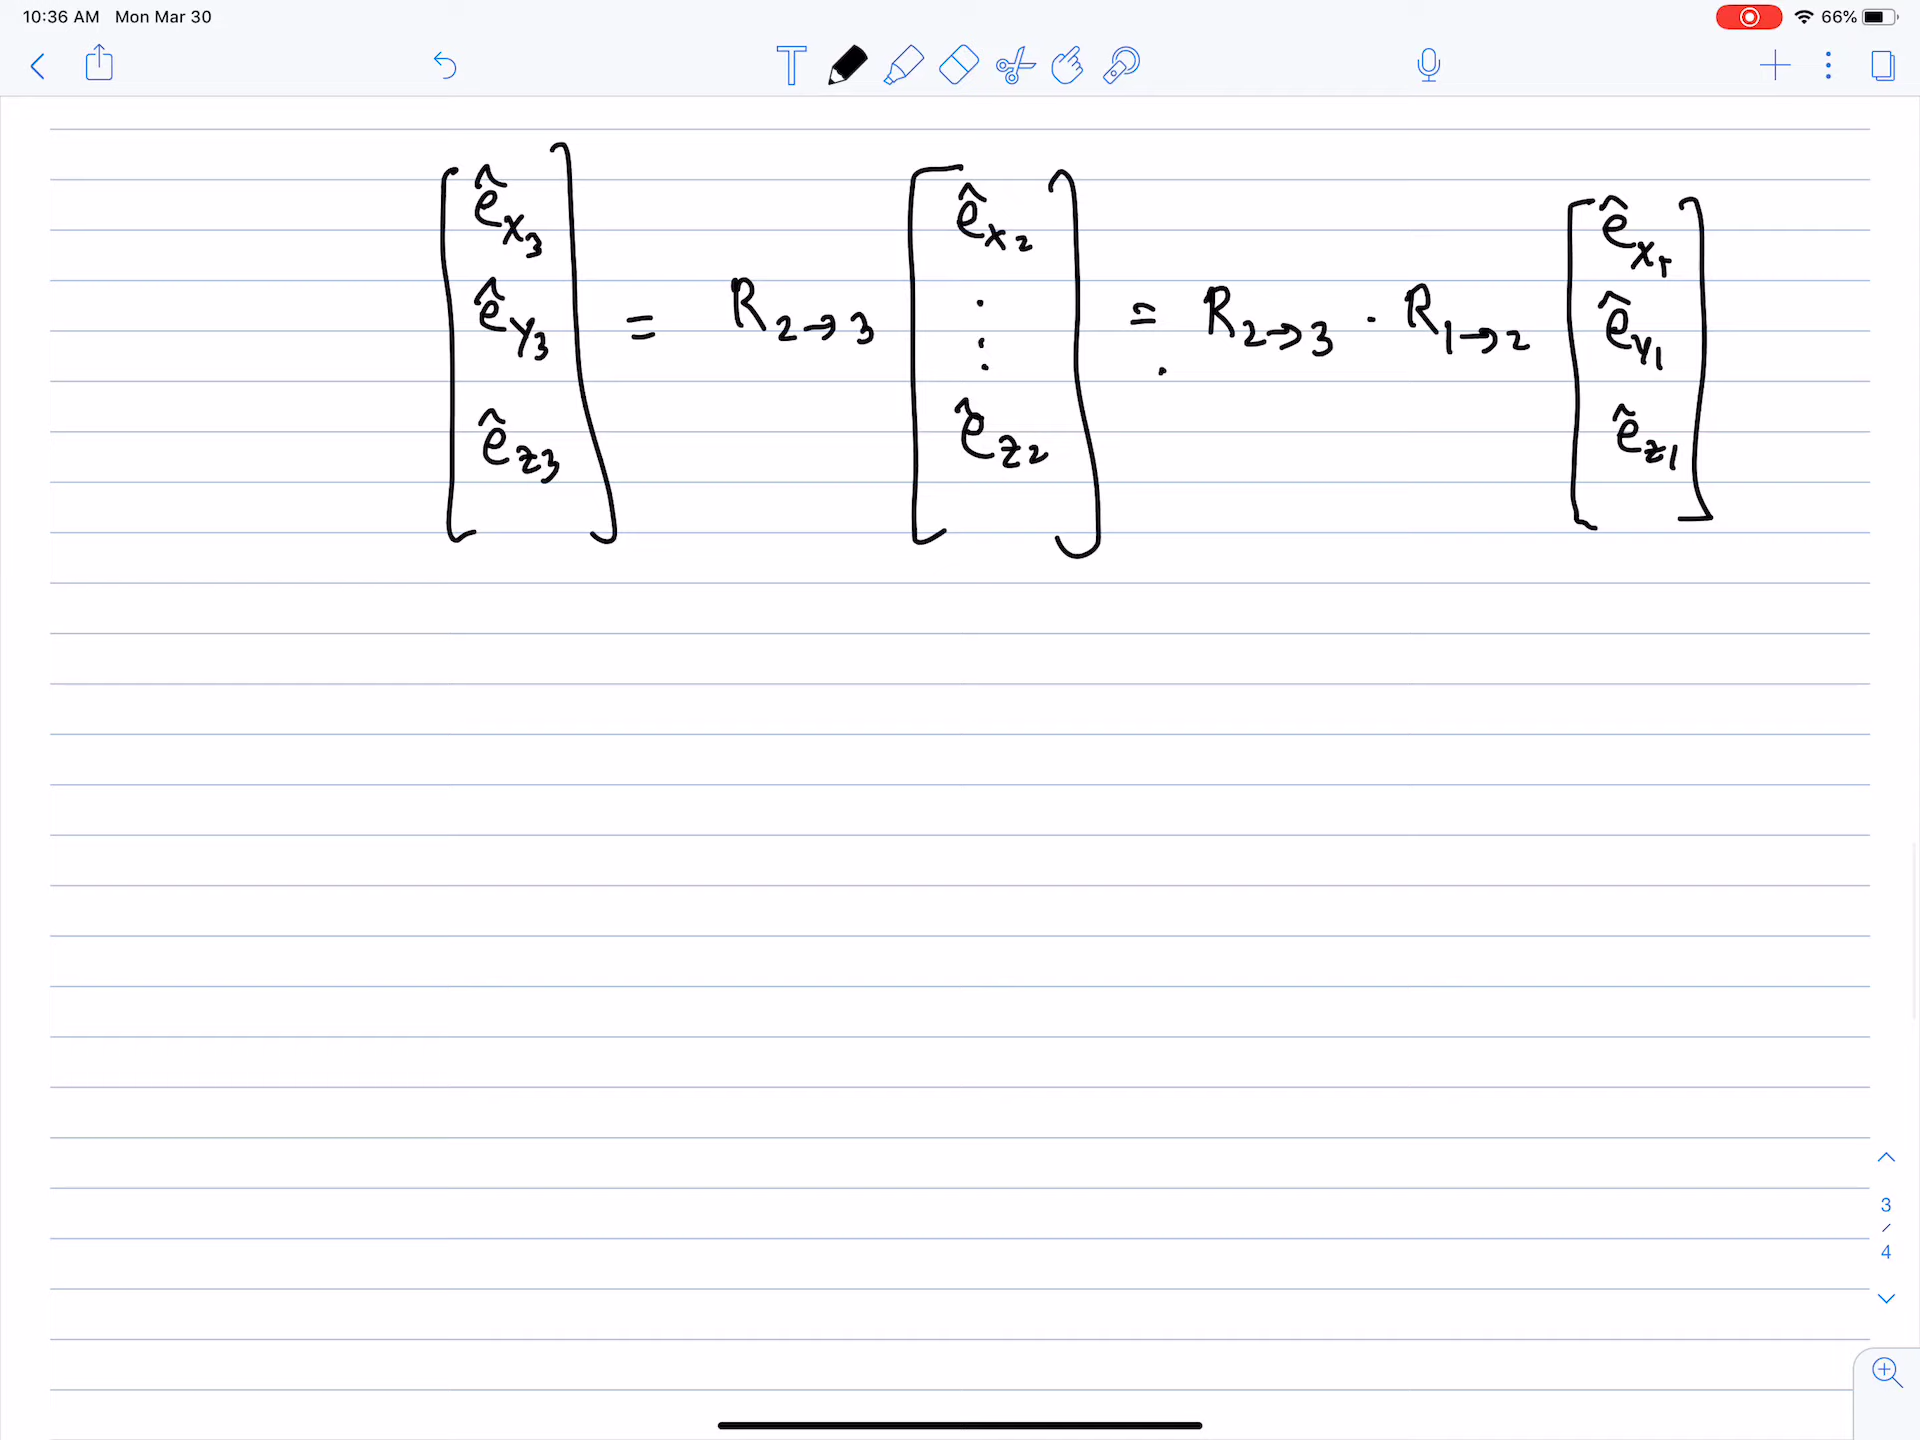 10:36 AM Mon Mar 30 66%
T
[ê_x3 ê_y3 ê_z3] = R_2→3 [ê_x2 ⋮ ê_z2] = R_2→3 · R_1→2 [ê_x1 ê_y1 ê_z1]
3
/
4